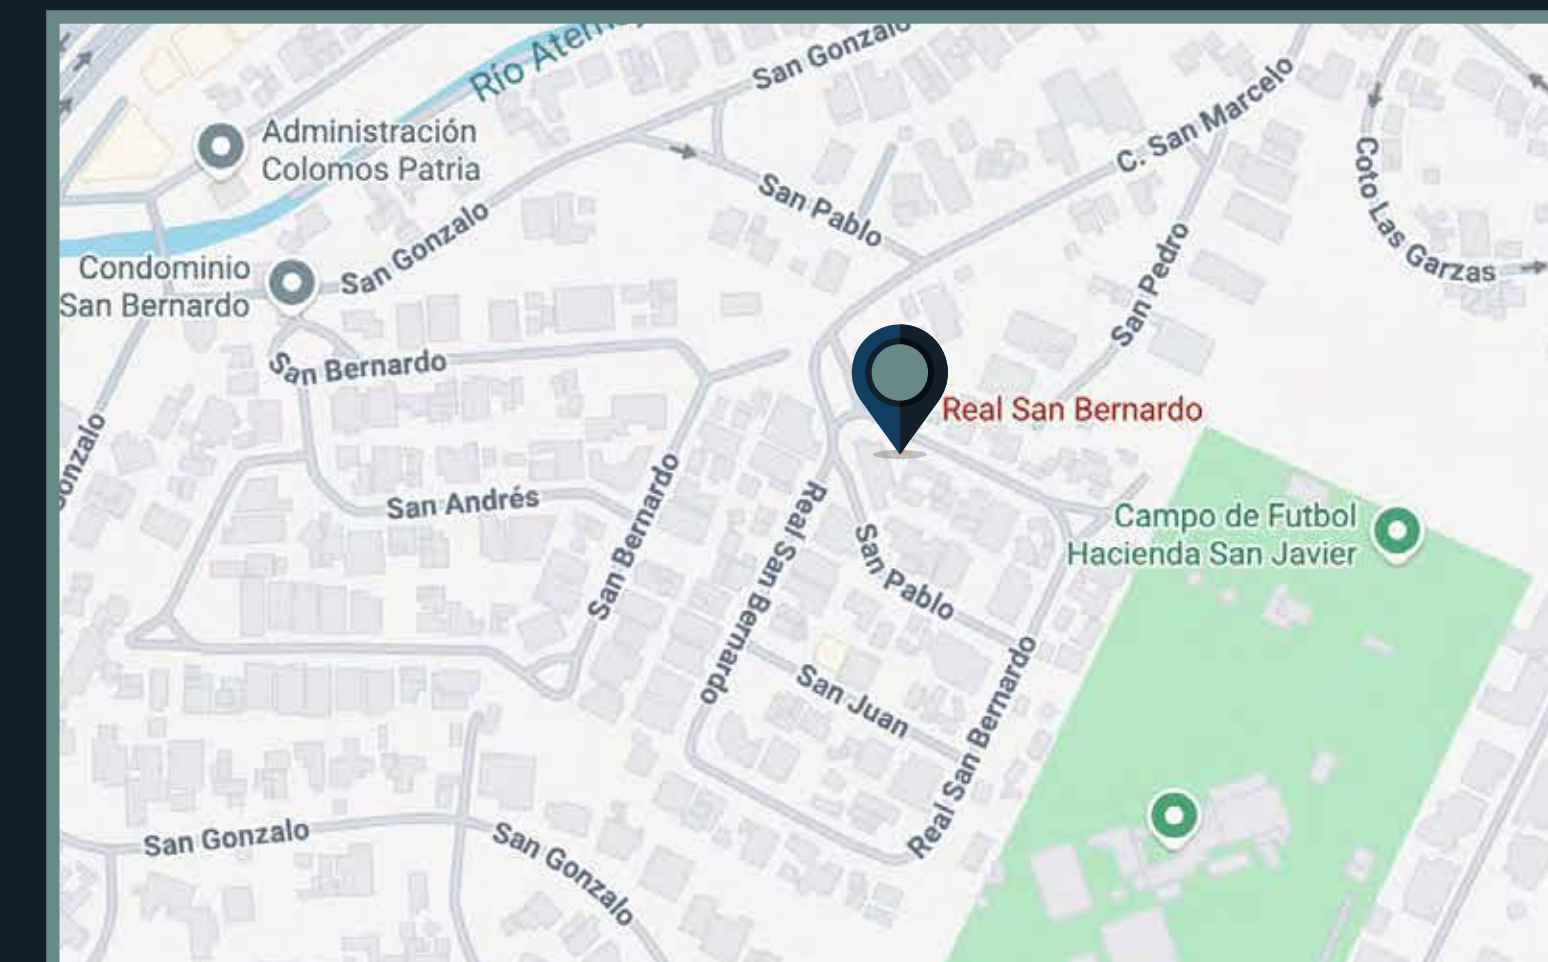 Río Atema
San Gonzalo
Administración
Colomos Patria
C. San Marcelo
Coto Las Garzas
San Pablo
San Gonzalo
Condominio
San Bernardo
San Pedro
San Bernardo
Real San Bernardo
San Andrés
San Bernardo
Real San Bernardo
San Pablo
Campo de Futbol
Hacienda San Javier
onzalo
San Juan
Real San Bernardo
San Gonzalo
San Gonzalo